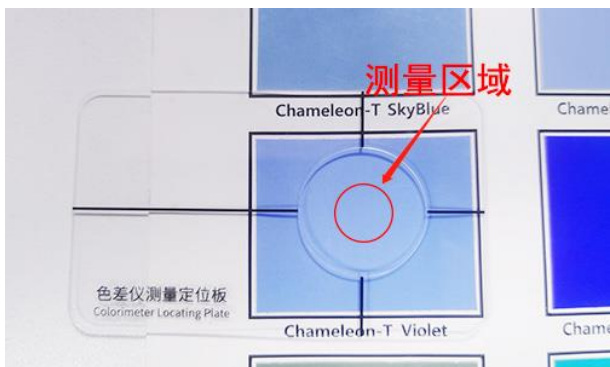 测量区域
Chameleon-T SkyBlue
Chame
色差仪测量定位板
Colorimeter Locating Plate
Chameleon-T Violet
Chame